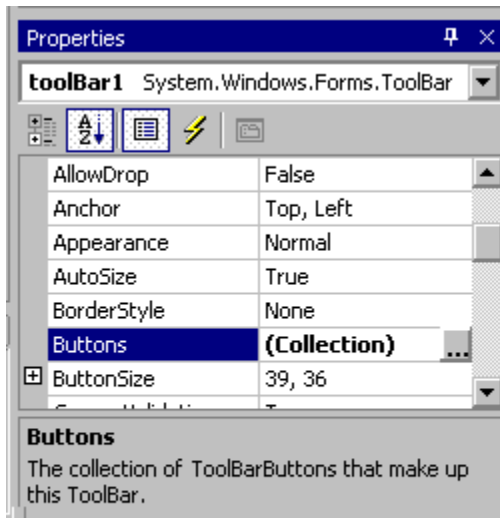 Properties
toolBar1 System.Windows.Forms.ToolBar
AllowDrop False
Anchor Top, Left
Appearance Normal
AutoSize True
BorderStyle None
Buttons (Collection) ...
ButtonSize 39, 36
Buttons
The collection of ToolBarButtons that make up
this ToolBar.